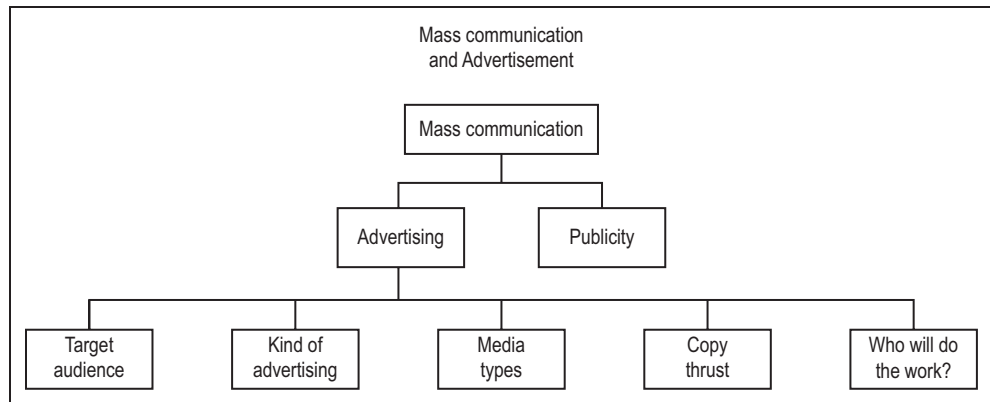 Mass communication
and Advertisement
Mass communication
Advertising
Publicity
Target
audience
Kind of
advertising
Media
types
Copy
thrust
Who will do
the work?